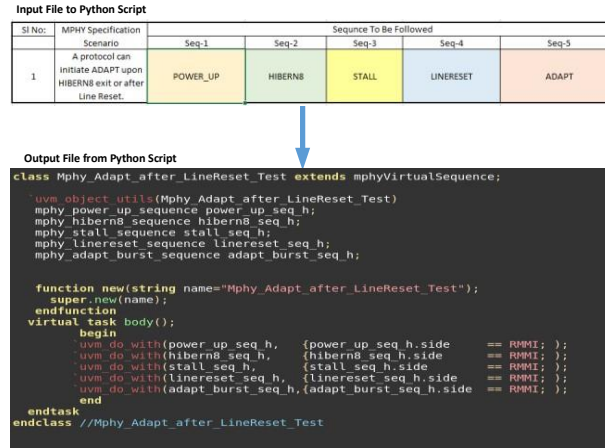 Input File to Python Script
Sl No: MPHY Specification Sequnce To Be Followed
Scenario Seq-1 Seq-2 Seq-3 Seq-4 Seq-5
1 A protocol can initiate ADAPT upon HIBERN8 exit or after Line Reset. POWER_UP HIBERN8 STALL LINERESET ADAPT
Output File from Python Script
class Mphy_Adapt_after_LineReset_Test extends mphyVirtualSequence;
`uvm_object_utils(Mphy_Adapt_after_LineReset_Test)
mphy_power_up_sequence power_up_seq_h;
mphy_hibern8_sequence hibern8_seq_h;
mphy_stall_sequence stall_seq_h;
mphy_linereset_sequence linereset_seq_h;
mphy_adapt_burst_sequence adapt_burst_seq_h;
function new(string name="Mphy_Adapt_after_LineReset_Test");
super.new(name);
endfunction
virtual task body();
begin
`uvm_do_with(power_up_seq_h, {power_up_seq_h.side == RMMI; );
`uvm_do_with(hibern8_seq_h, {hibern8_seq_h.side == RMMI; );
`uvm_do_with(stall_seq_h, {stall_seq_h.side == RMMI; );
`uvm_do_with(linereset_seq_h, {linereset_seq_h.side == RMMI; );
`uvm_do_with(adapt_burst_seq_h,{adapt_burst_seq_h.side == RMMI; );
end
endtask
endclass //Mphy_Adapt_after_LineReset_Test